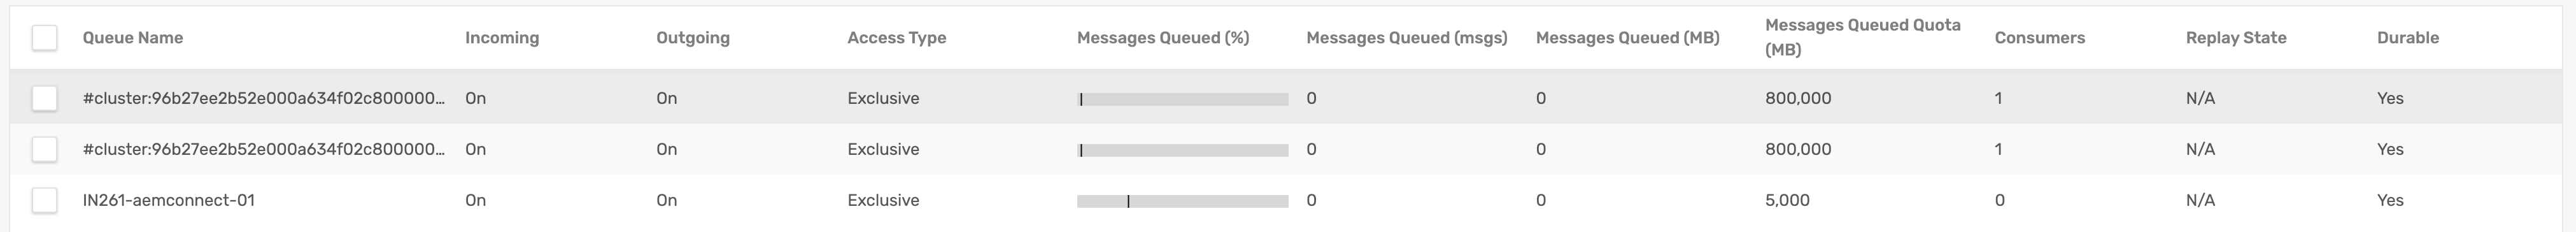 Queue Name Incoming Outgoing Access Type Messages Queued (%) Messages Queued (msgs) Messages Queued (MB) Messages Queued Quota (MB) Consumers Replay State Durable
#cluster:96b27ee2b52e000a634f02c800000... On On Exclusive 0 0 800,000 1 N/A Yes
#cluster:96b27ee2b52e000a634f02c800000... On On Exclusive 0 0 800,000 1 N/A Yes
IN261-aemconnect-01 On On Exclusive 0 0 5,000 0 N/A Yes